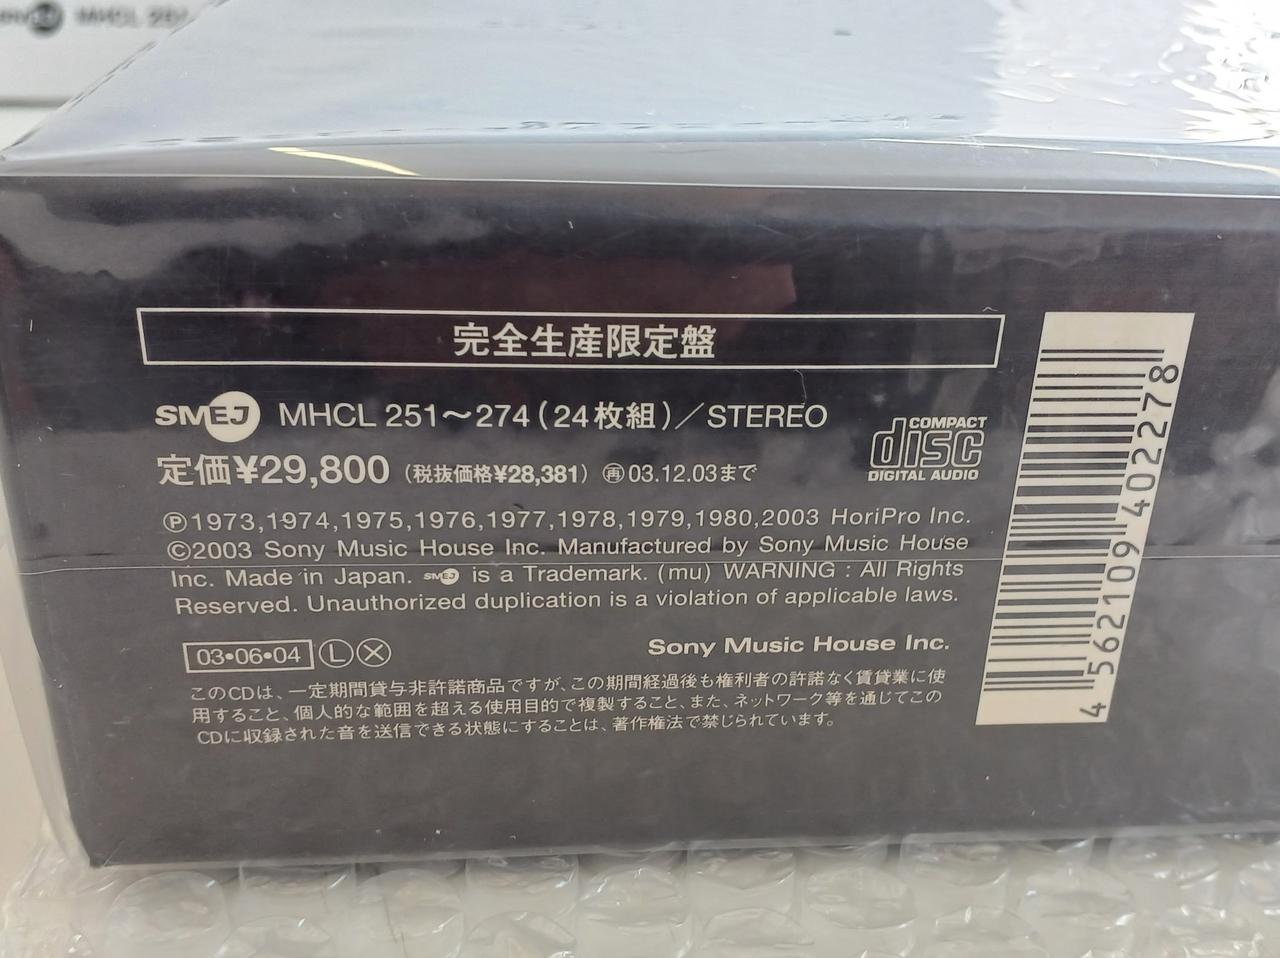 MHCL 251
完全生産限定盤
SMEJ MHCL 251～274（24枚組）／STEREO
定価¥29,800（税抜価格¥28,381）㊢03.12.03まで
COMPACT
disc
DIGITAL AUDIO
Ⓟ1973,1974,1975,1976,1977,1978,1979,1980,2003 HoriPro Inc.
©2003 Sony Music House Inc. Manufactured by Sony Music House
Inc. Made in Japan. SMEJ is a Trademark. (mu) WARNING : All Rights
Reserved. Unauthorized duplication is a violation of applicable laws.
Sony Music House Inc.
03•06•04 Ⓛ Ⓧ
このCDは、一定期間貸与非許諾商品ですが、この期間経過後も権利者の許諾なく賃貸業に使
用すること、個人的な範囲を超える使用目的で複製すること、また、ネットワーク等を通じてこの
CDに収録された音を送信できる状態にすることは、著作権法で禁じられています。
4 562109 402278